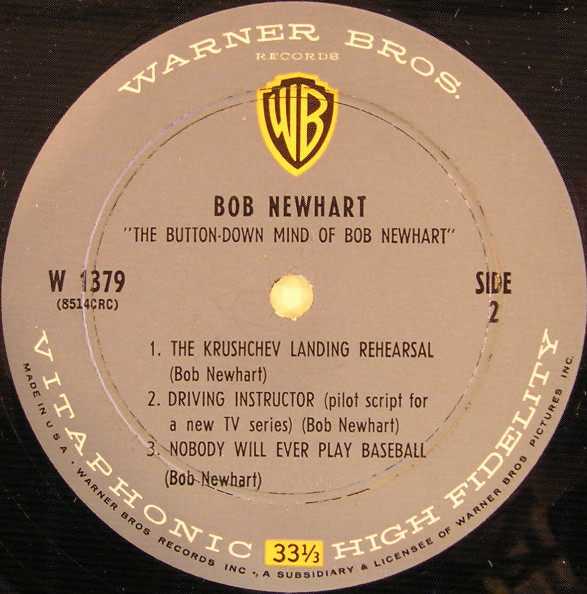 WARNER BROS.
RECORDS
WB
BOB NEWHART
"THE BUTTON-DOWN MIND OF BOB NEWHART"
W 1379
(8514CRC)
SIDE
2
1. THE KRUSHCHEV LANDING REHEARSAL
(Bob Newhart)
2. DRIVING INSTRUCTOR (pilot script for
a new TV series) (Bob Newhart)
3. NOBODY WILL EVER PLAY BASEBALL
(Bob Newhart)
VITAPHONIC 33⅓ HIGH FIDELITY
MADE IN U S A • WARNER BROS RECORDS INC •, A SUBSIDIARY & LICENSEE OF WARNER BROS PICTURES INC.